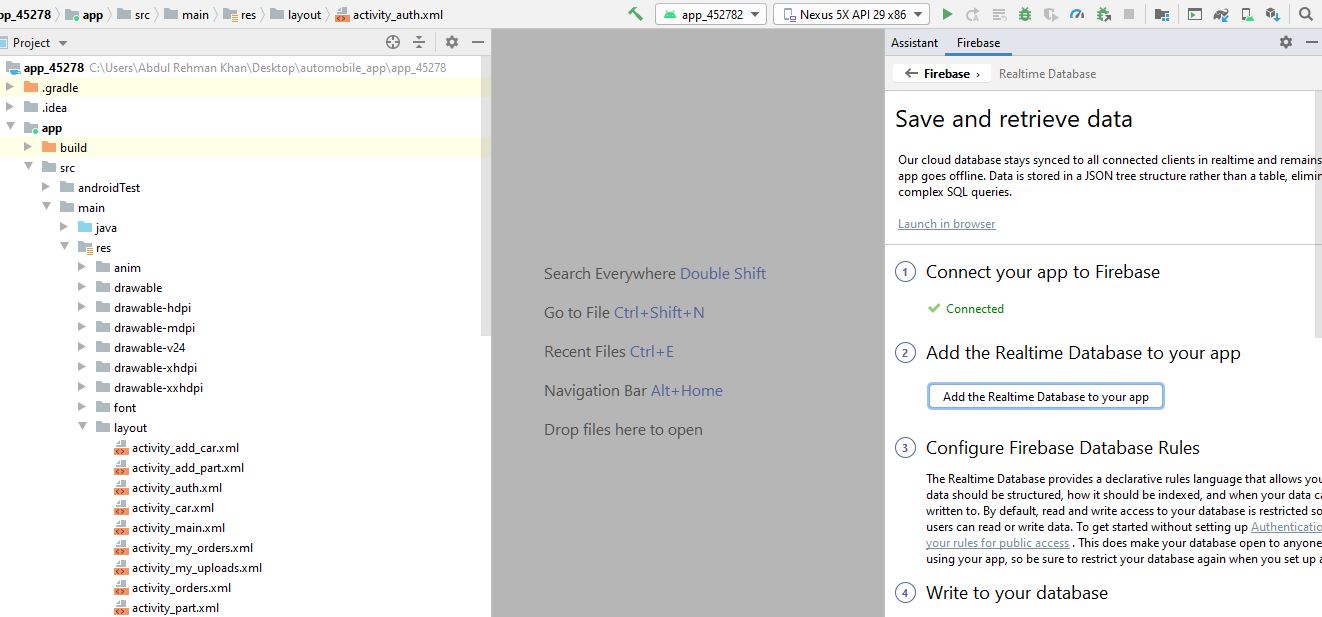 pp_45278 app src main res layout activity_auth.xml app_452782 Nexus 5X API 29 x86
Project
app_45278 C:\Users\Abdul Rehman Khan\Desktop\automobile_app\app_45278
.gradle
.idea
app
build
src
androidTest
main
java
res
anim
drawable
drawable-hdpi
drawable-mdpi
drawable-v24
drawable-xhdpi
drawable-xxhdpi
font
layout
activity_add_car.xml
activity_add_part.xml
activity_auth.xml
activity_car.xml
activity_main.xml
activity_my_orders.xml
activity_my_uploads.xml
activity_orders.xml
activity_part.xml
Search Everywhere Double Shift
Go to File Ctrl+Shift+N
Recent Files Ctrl+E
Navigation Bar Alt+Home
Drop files here to open
Assistant Firebase
← Firebase › Realtime Database
Save and retrieve data
Our cloud database stays synced to all connected clients in realtime and remains
app goes offline. Data is stored in a JSON tree structure rather than a table, elimin
complex SQL queries.
Launch in browser
1 Connect your app to Firebase
Connected
2 Add the Realtime Database to your app
Add the Realtime Database to your app
3 Configure Firebase Database Rules
The Realtime Database provides a declarative rules language that allows you
data should be structured, how it should be indexed, and when your data ca
written to. By default, read and write access to your database is restricted so
users can read or write data. To get started without setting up Authenticatio
your rules for public access . This does make your database open to anyone
using your app, so be sure to restrict your database again when you set up a
4 Write to your database